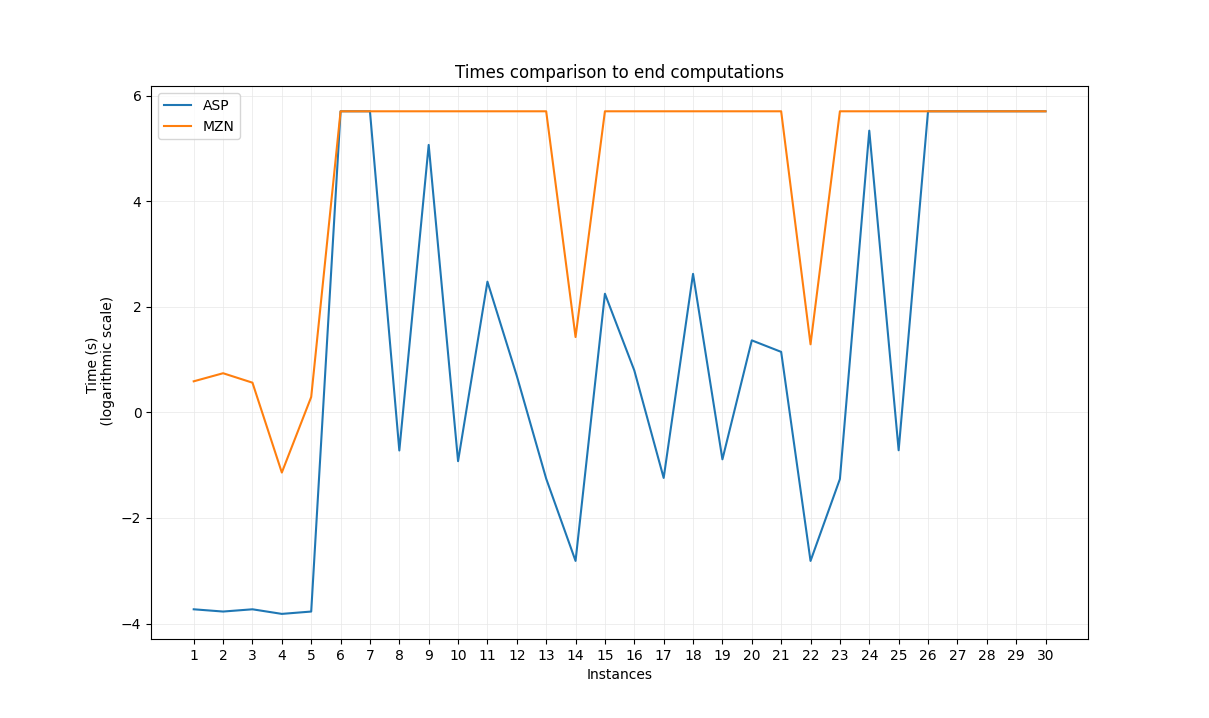 Times comparison to end computations
ASP
MZN
6
4
2
0
−2
−4
Time (s)
(logarithmic scale)
1 2 3 4 5 6 7 8 9 10 11 12 13 14 15 16 17 18 19 20 21 22 23 24 25 26 27 28 29 30
Instances